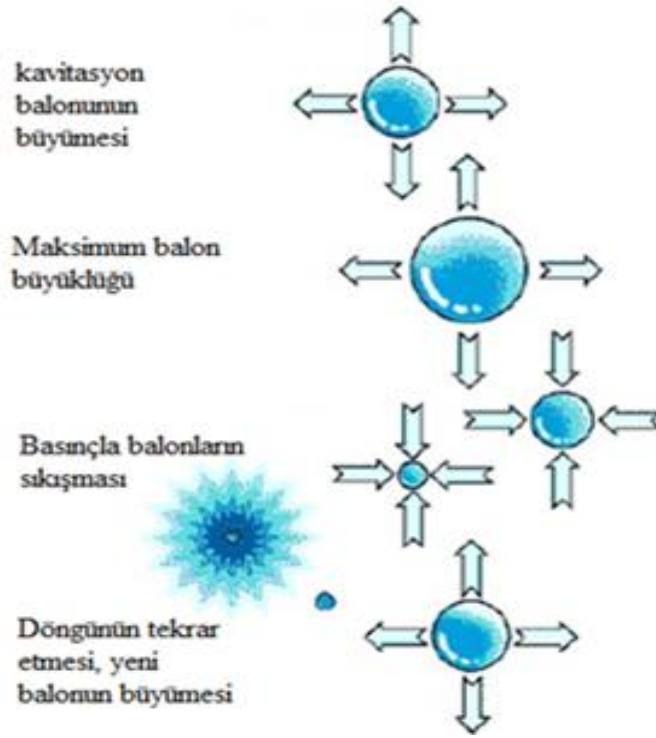 kavitasyon
balonunun
büyümesi
Maksimum balon
büyüklüğü
Basınçla balonların
sıkışması
Döngünün tekrar
etmesi, yeni
balonun büyümesi